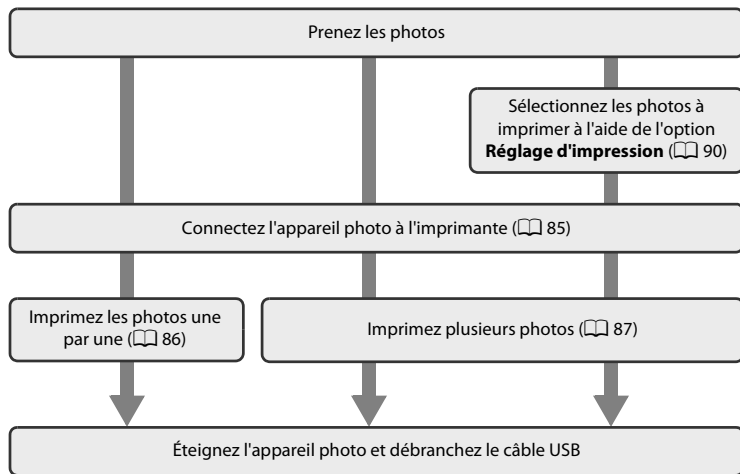 Prenez les photos
Sélectionnez les photos à
imprimer à l'aide de l'option
Réglage d'impression (📖 90)
Connectez l'appareil photo à l'imprimante (📖 85)
Imprimez les photos une
par une (📖 86)
Imprimez plusieurs photos (📖 87)
Éteignez l'appareil photo et débranchez le câble USB